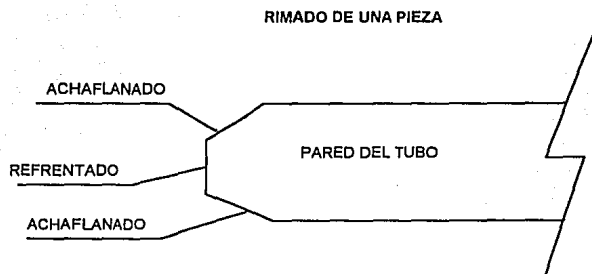 RIMADO DE UNA PIEZA
ACHAFLANADO
PARED DEL TUBO
REFRENTADO
ACHAFLANADO